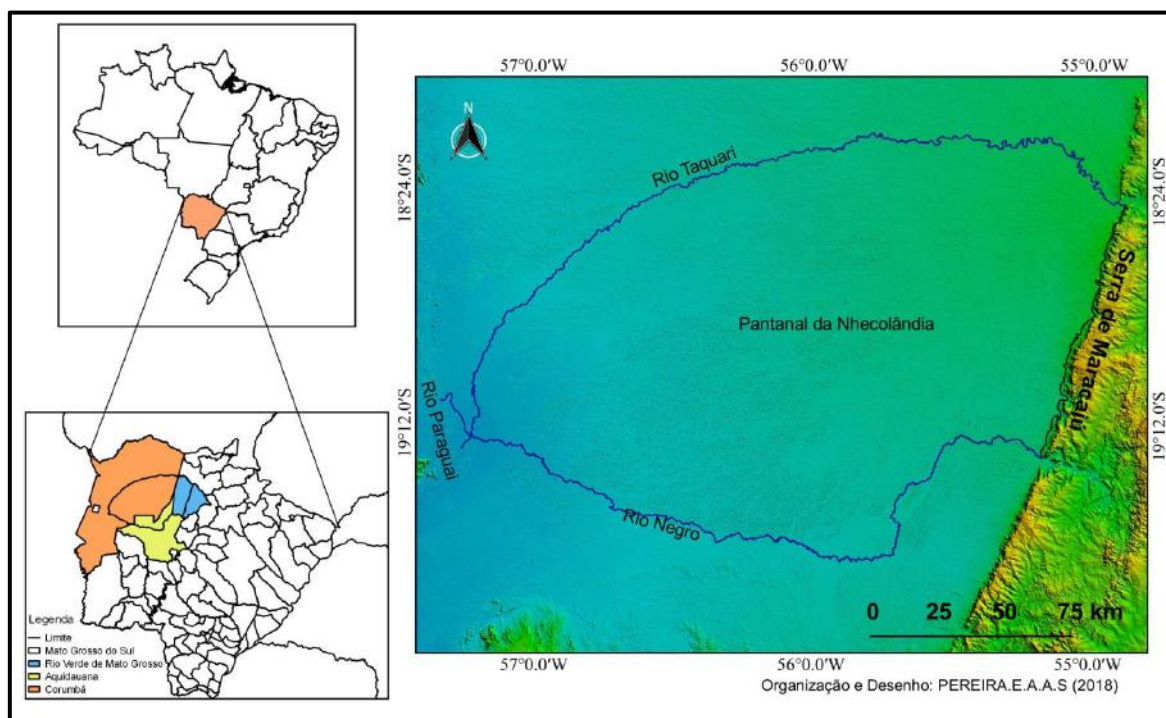 57°0.0'W 56°0.0'W 55°0.0'W
N
Rio Taquari
18°24.0'S
18°24.0'S
Serra de Maracaju
Pantanal da Nhecolândia
Rio Paraguai
19°12.0'S
19°12.0'S
Rio Negro
0 25 50 75 km
57°0.0'W 56°0.0'W 55°0.0'W
Organização e Desenho: PEREIRA.E.A.A.S (2018)
Legenda
Limite
Mato Grosso do Sul
Rio Verde de Mato Grosso
Aquidauana
Corumbá